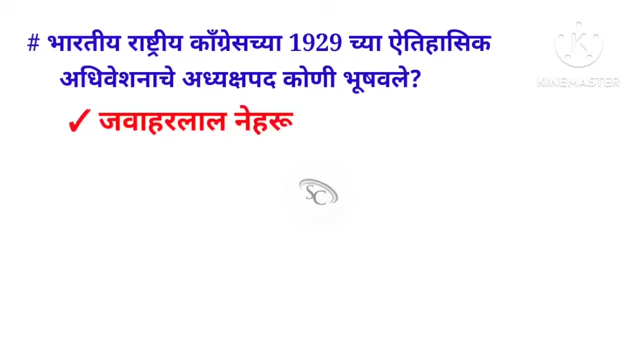 # भारतीय राष्ट्रीय काँग्रेसच्या 1929 च्या ऐतिहासिक
अधिवेशनाचे अध्यक्षपद कोणी भूषवले?
✓ जवाहरलाल नेहरू
KINEMASTER
SC